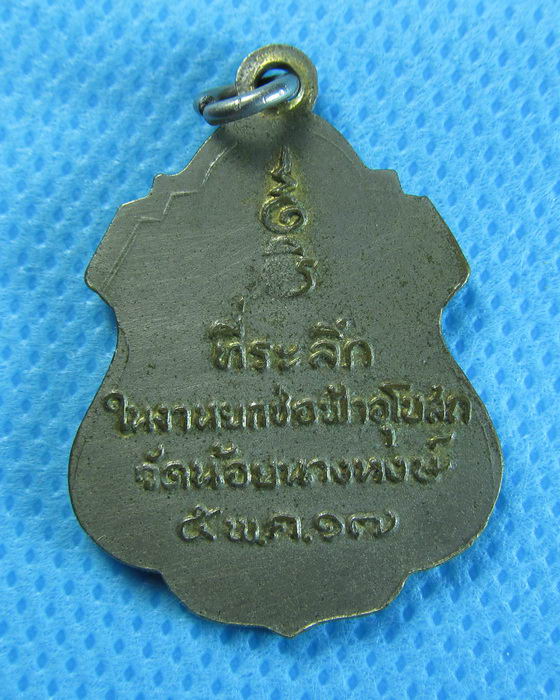 ที่ระลึก
ในงานยกช่อฟ้าอุโบสถ
วัดน้อยนางหงษ์
๕ พ.ค.๑๗